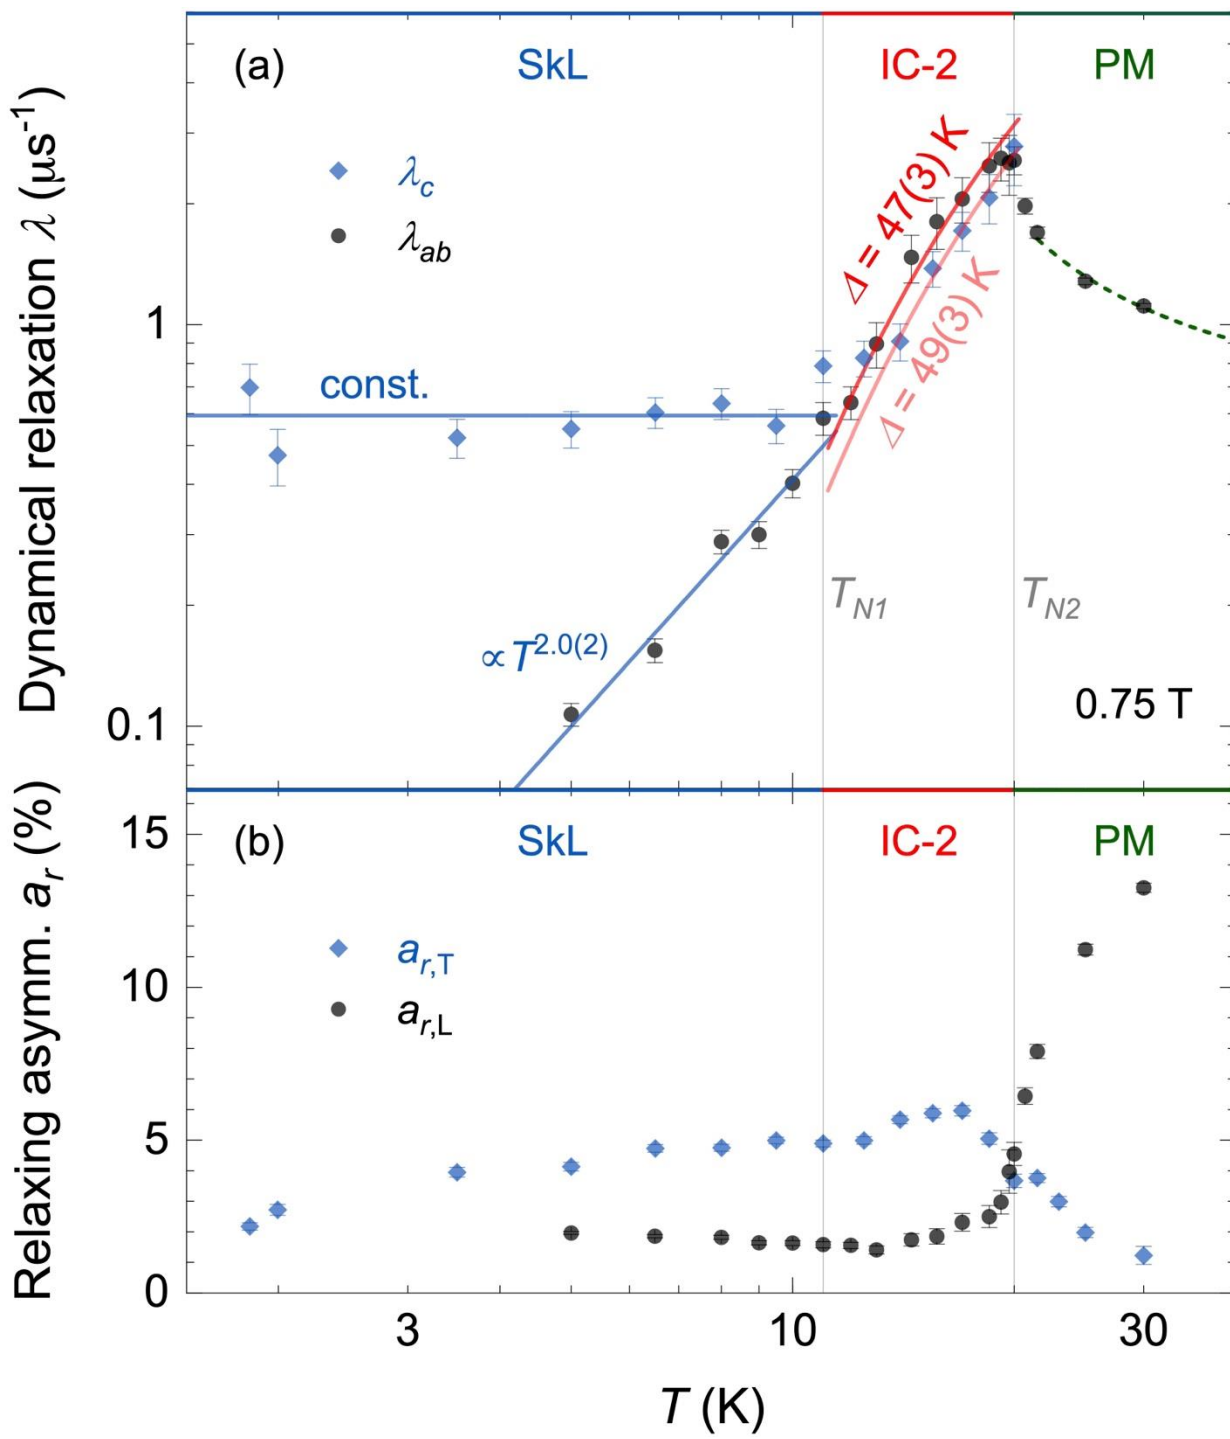 (a) SkL IC-2 PM
λc
λab
Δ = 47(3) K
Δ = 49(3) K
1
const.
TN1 TN2
∝T2.0(2)
0.75 T
0.1
Dynamical relaxation λ (μs-1)
(b) SkL IC-2 PM
15
ar,T
10
ar,L
5
0
Relaxing asymm. ar (%)
3 10 30
T (K)